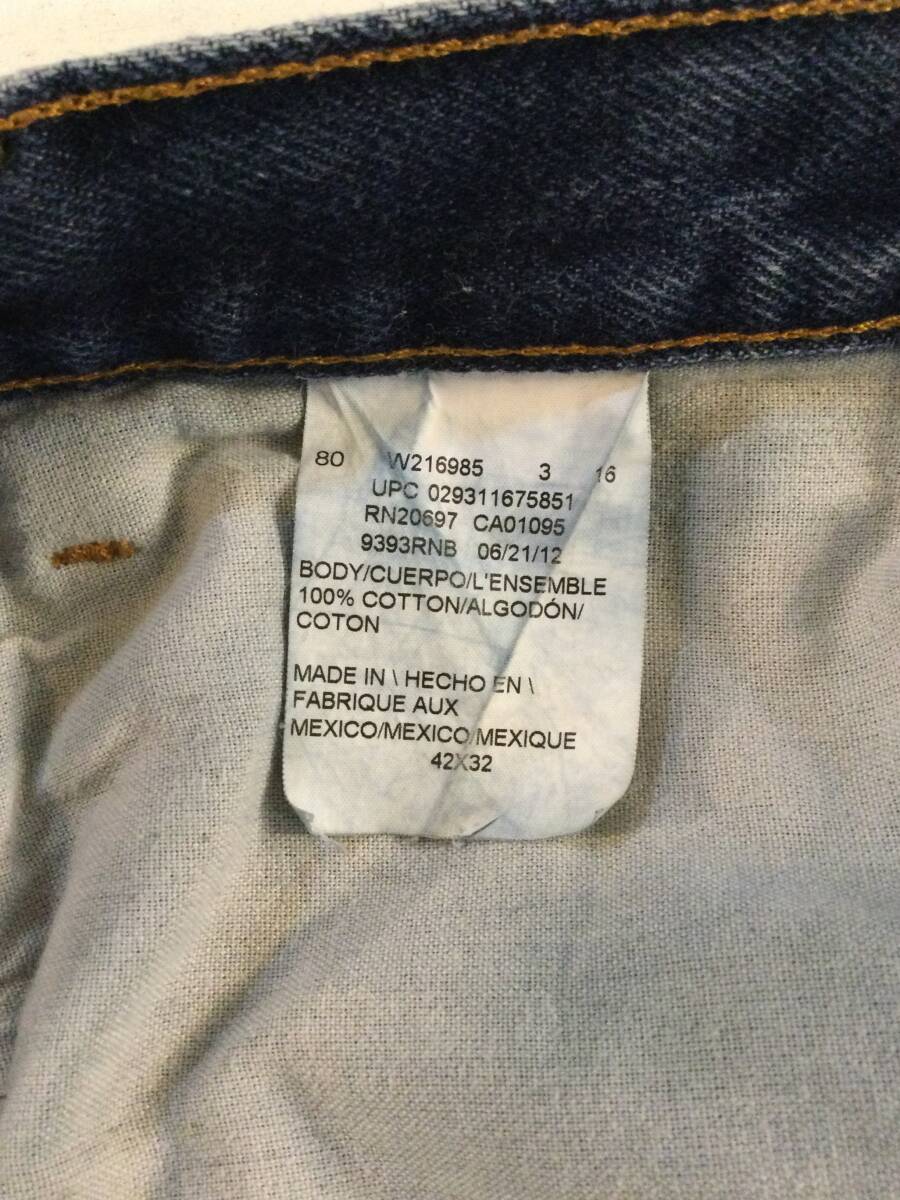 80 W216985 3 16
UPC 029311675851
RN20697 CA01095
9393RNB 06/21/12
BODY/CUERPO/L'ENSEMBLE
100% COTTON/ALGODÓN/
COTON
MADE IN \ HECHO EN \
FABRIQUE AUX
MEXICO/MEXICO/MEXIQUE
42X32